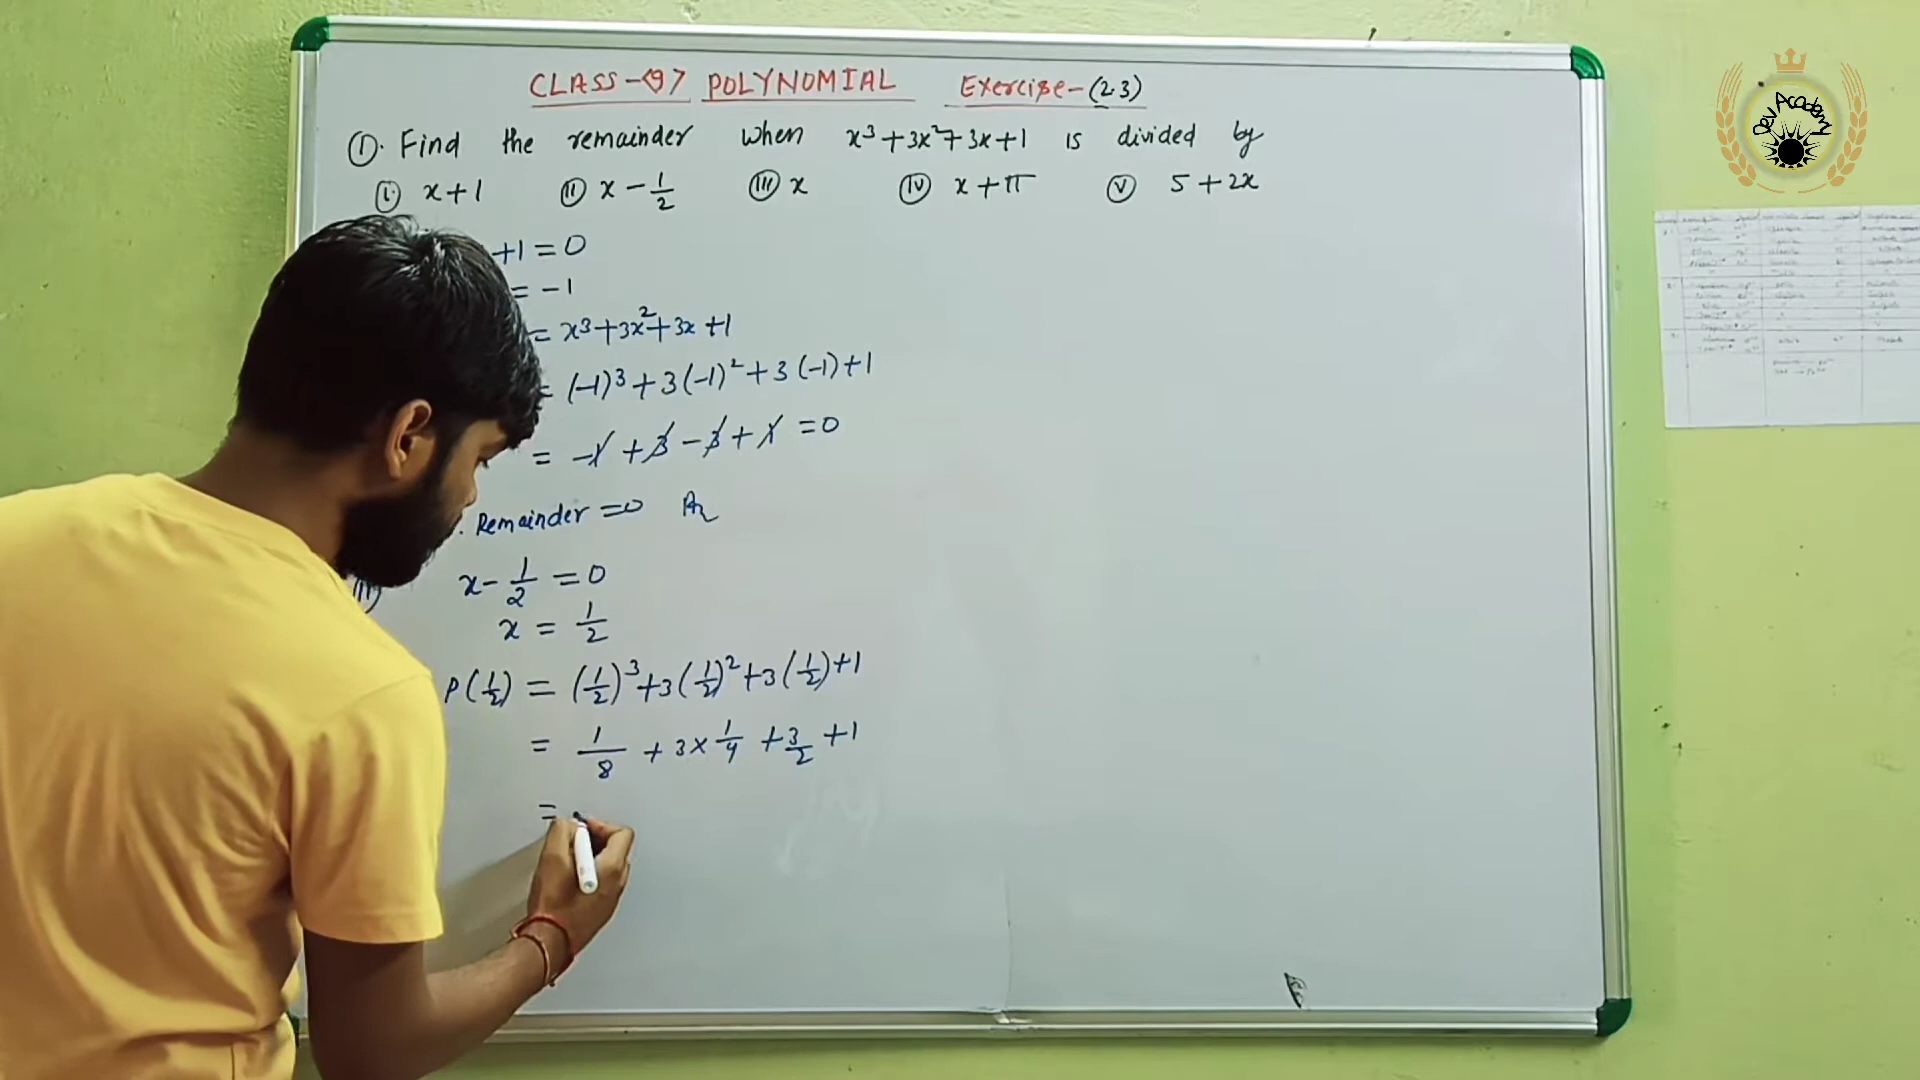 CLASS-<9> POLYNOMIAL Exercise-(2.3)
①. Find the remainder when x³+3x²+3x+1 is divided by
(i) x+1 (ii) x-1/2 (iii) x (iv) x+π (v) 5+2x
+1=0
=-1
=x³+3x²+3x+1
=(-1)³+3(-1)²+3(-1)+1
=-1+3-3+1=0
. Remainder=0 A
x-1/2=0
x=1/2
P(1/2)=(1/2)³+3(1/2)²+3(1/2)+1
=1/8+3×1/4+3/2+1
=
Dev Academy